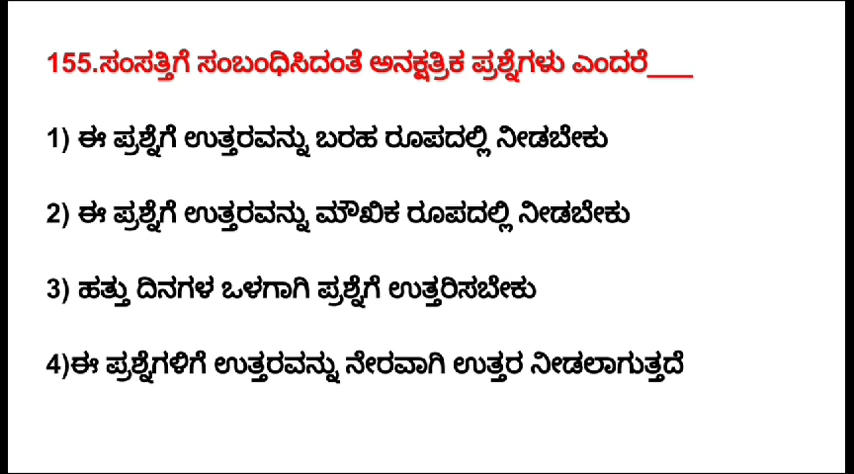 155.ಸಂಸತ್ತಿಗೆ ಸಂಬಂಧಿಸಿದಂತೆ ಅನಕ್ಷತ್ರಿಕ ಪ್ರಶ್ನೆಗಳು ಎಂದರೆ___
1) ಈ ಪ್ರಶ್ನೆಗೆ ಉತ್ತರವನ್ನು ಬರಹ ರೂಪದಲ್ಲಿ ನೀಡಬೇಕು
2) ಈ ಪ್ರಶ್ನೆಗೆ ಉತ್ತರವನ್ನು ಮೌಖಿಕ ರೂಪದಲ್ಲಿ ನೀಡಬೇಕು
3) ಹತ್ತು ದಿನಗಳ ಒಳಗಾಗಿ ಪ್ರಶ್ನೆಗೆ ಉತ್ತರಿಸಬೇಕು
4)ಈ ಪ್ರಶ್ನೆಗಳಿಗೆ ಉತ್ತರವನ್ನು ನೇರವಾಗಿ ಉತ್ತರ ನೀಡಲಾಗುತ್ತದೆ